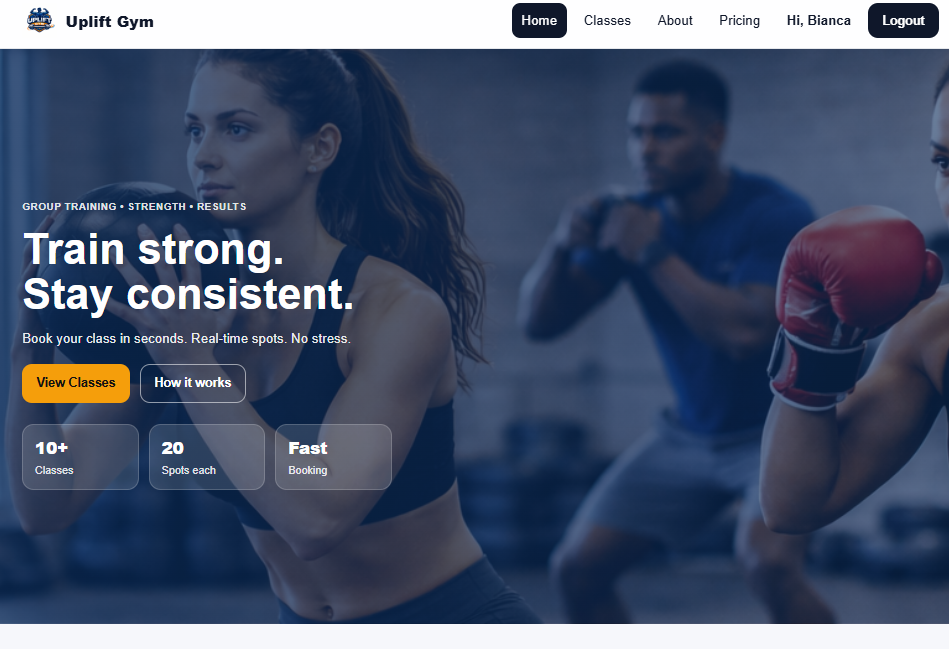 UPLIFT
Uplift Gym
Home
Classes
About
Pricing
Hi, Bianca
Logout
GROUP TRAINING • STRENGTH • RESULTS
Train strong.
Stay consistent.
Book your class in seconds. Real-time spots. No stress.
View Classes
How it works
10+
Classes
20
Spots each
Fast
Booking